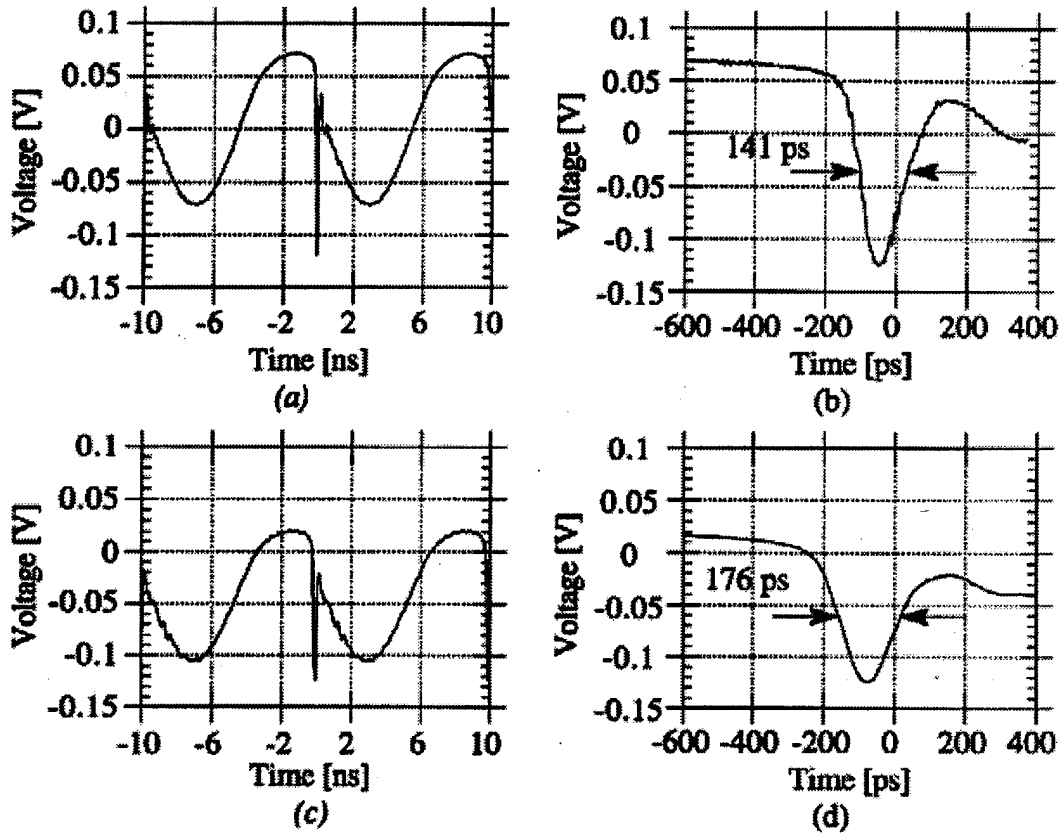 0.1
0.05
0
-0.05
-0.1
-0.15
Voltage [V]
-10 -6 -2 2 6 10
Time [ns]
(a)
0.1
0.05
0
-0.05
-0.1
-0.15
Voltage [V]
141 ps
-600 -400 -200 0 200 400
Time [ps]
(b)
0.1
0.05
0
-0.05
-0.1
-0.15
Voltage [V]
-10 -6 -2 2 6 10
Time [ns]
(c)
0.1
0.05
0
-0.05
-0.1
-0.15
Voltage [V]
176 ps
-600 -400 -200 0 200 400
Time [ps]
(d)